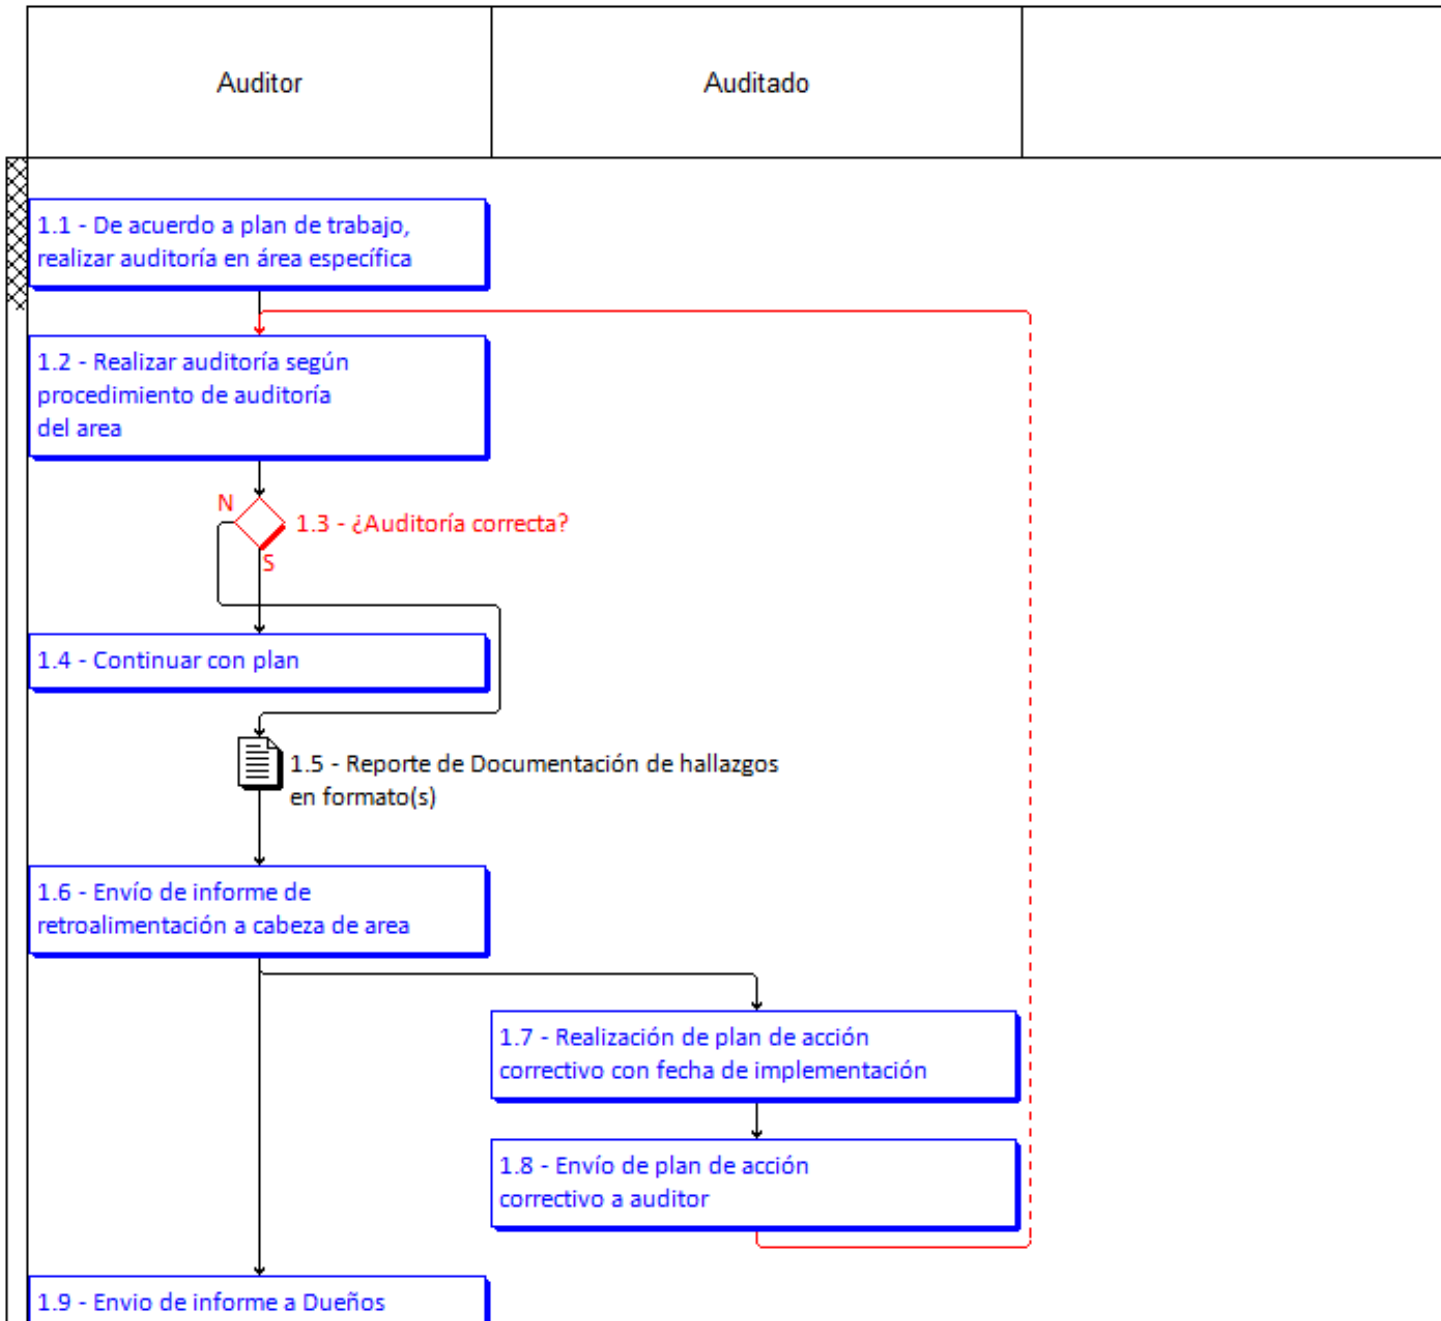 Auditor
Auditado
1.1 - De acuerdo a plan de trabajo,
realizar auditoría en área específica
1.2 - Realizar auditoría según
procedimiento de auditoría
del area
N
1.3 - ¿Auditoría correcta?
S
1.4 - Continuar con plan
1.5 - Reporte de Documentación de hallazgos
en formato(s)
1.6 - Envío de informe de
retroalimentación a cabeza de area
1.7 - Realización de plan de acción
correctivo con fecha de implementación
1.8 - Envío de plan de acción
correctivo a auditor
1.9 - Envio de informe a Dueños